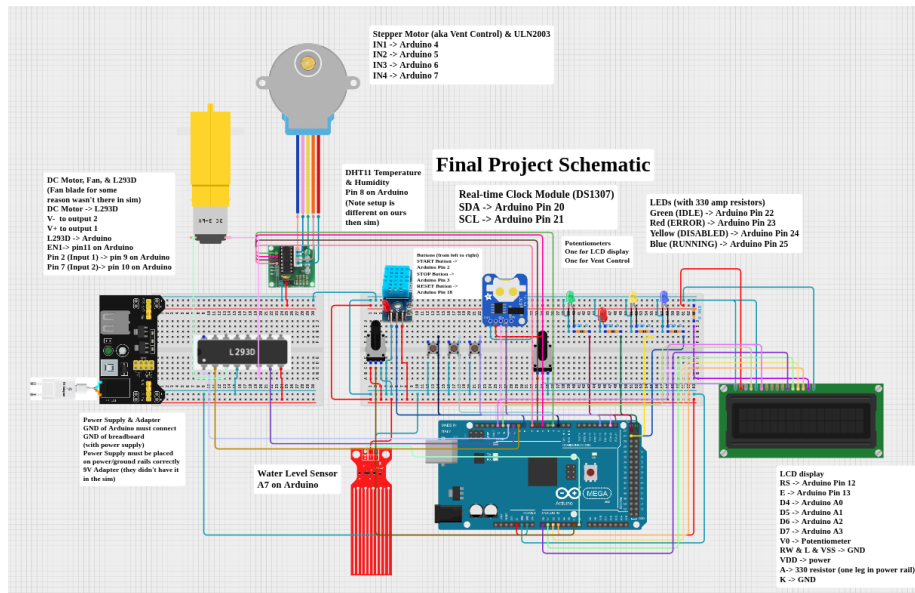 Stepper Motor (aka Vent Control) & ULN2003
IN1 -> Arduino 4
IN2 -> Arduino 5
IN3 -> Arduino 6
IN4 -> Arduino 7
Final Project Schematic
DC Motor, Fan, & L293D
(Fan blade for some
reason wasn't there in sim)
DC Motor -> L293D
V- to output 2
V+ to output 1
L293D -> Arduino
EN1-> pin11 on Arduino
Pin 2 (Input 1) -> pin 9 on Arduino
Pin 7 (Input 2)-> pin 10 on Arduino
DHT11 Temperature
& Humidity
Pin 8 on Arduino
(Note setup is
different on ours
then sim)
Real-time Clock Module (DS1307)
SDA -> Arduino Pin 20
SCL -> Arduino Pin 21
LEDs (with 330 amp resistors)
Green (IDLE) -> Arduino Pin 22
Red (ERROR) -> Arduino Pin 23
Yellow (DISABLED) -> Arduino Pin 24
Blue (RUNNING) -> Arduino Pin 25
Potentiometers
One for LCD display
One for Vent Control
Buttons (from left to right)
START Button ->
Arduino Pin 2
STOP Button ->
Arduino Pin 3
RESET Button ->
Arduino Pin 18
L293D
Power Supply & Adapter
GND of Arduino must connect
GND of breadboard
(with power supply)
Power Supply must be placed
on power/ground rails correctly
9V Adapter (they didn't have it
in the sim)
Water Level Sensor
A7 on Arduino
MEGA
Arduino
LCD display
RS -> Arduino Pin 12
E -> Arduino Pin 13
D4 -> Arduino A0
D5 -> Arduino A1
D6 -> Arduino A2
D7 -> Arduino A3
V0 -> Potentiometer
RW & L & VSS -> GND
VDD -> power
A-> 330 resistor (one leg in power rail)
K -> GND